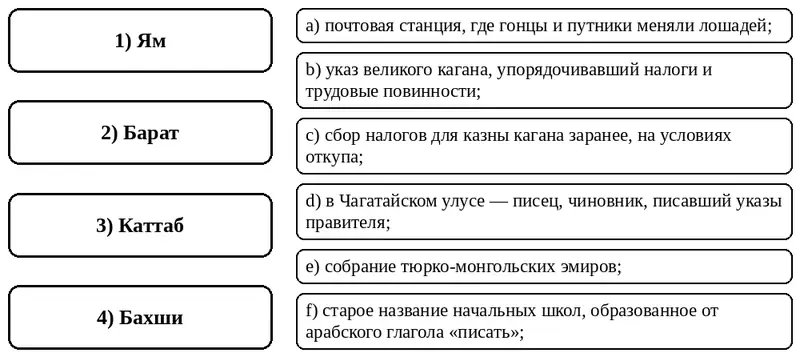 1) Ям
2) Барат
3) Каттаб
4) Бахши
a) почтовая станция, где гонцы и путники меняли лошадей;
b) указ великого кагана, упорядочивавший налоги и
трудовые повинности;
c) сбор налогов для казны кагана заранее, на условиях
откупа;
d) в Чагатайском улусе — писец, чиновник, писавший указы
правителя;
e) собрание тюрко-монгольских эмиров;
f) старое название начальных школ, образованное от
арабского глагола «писать»;